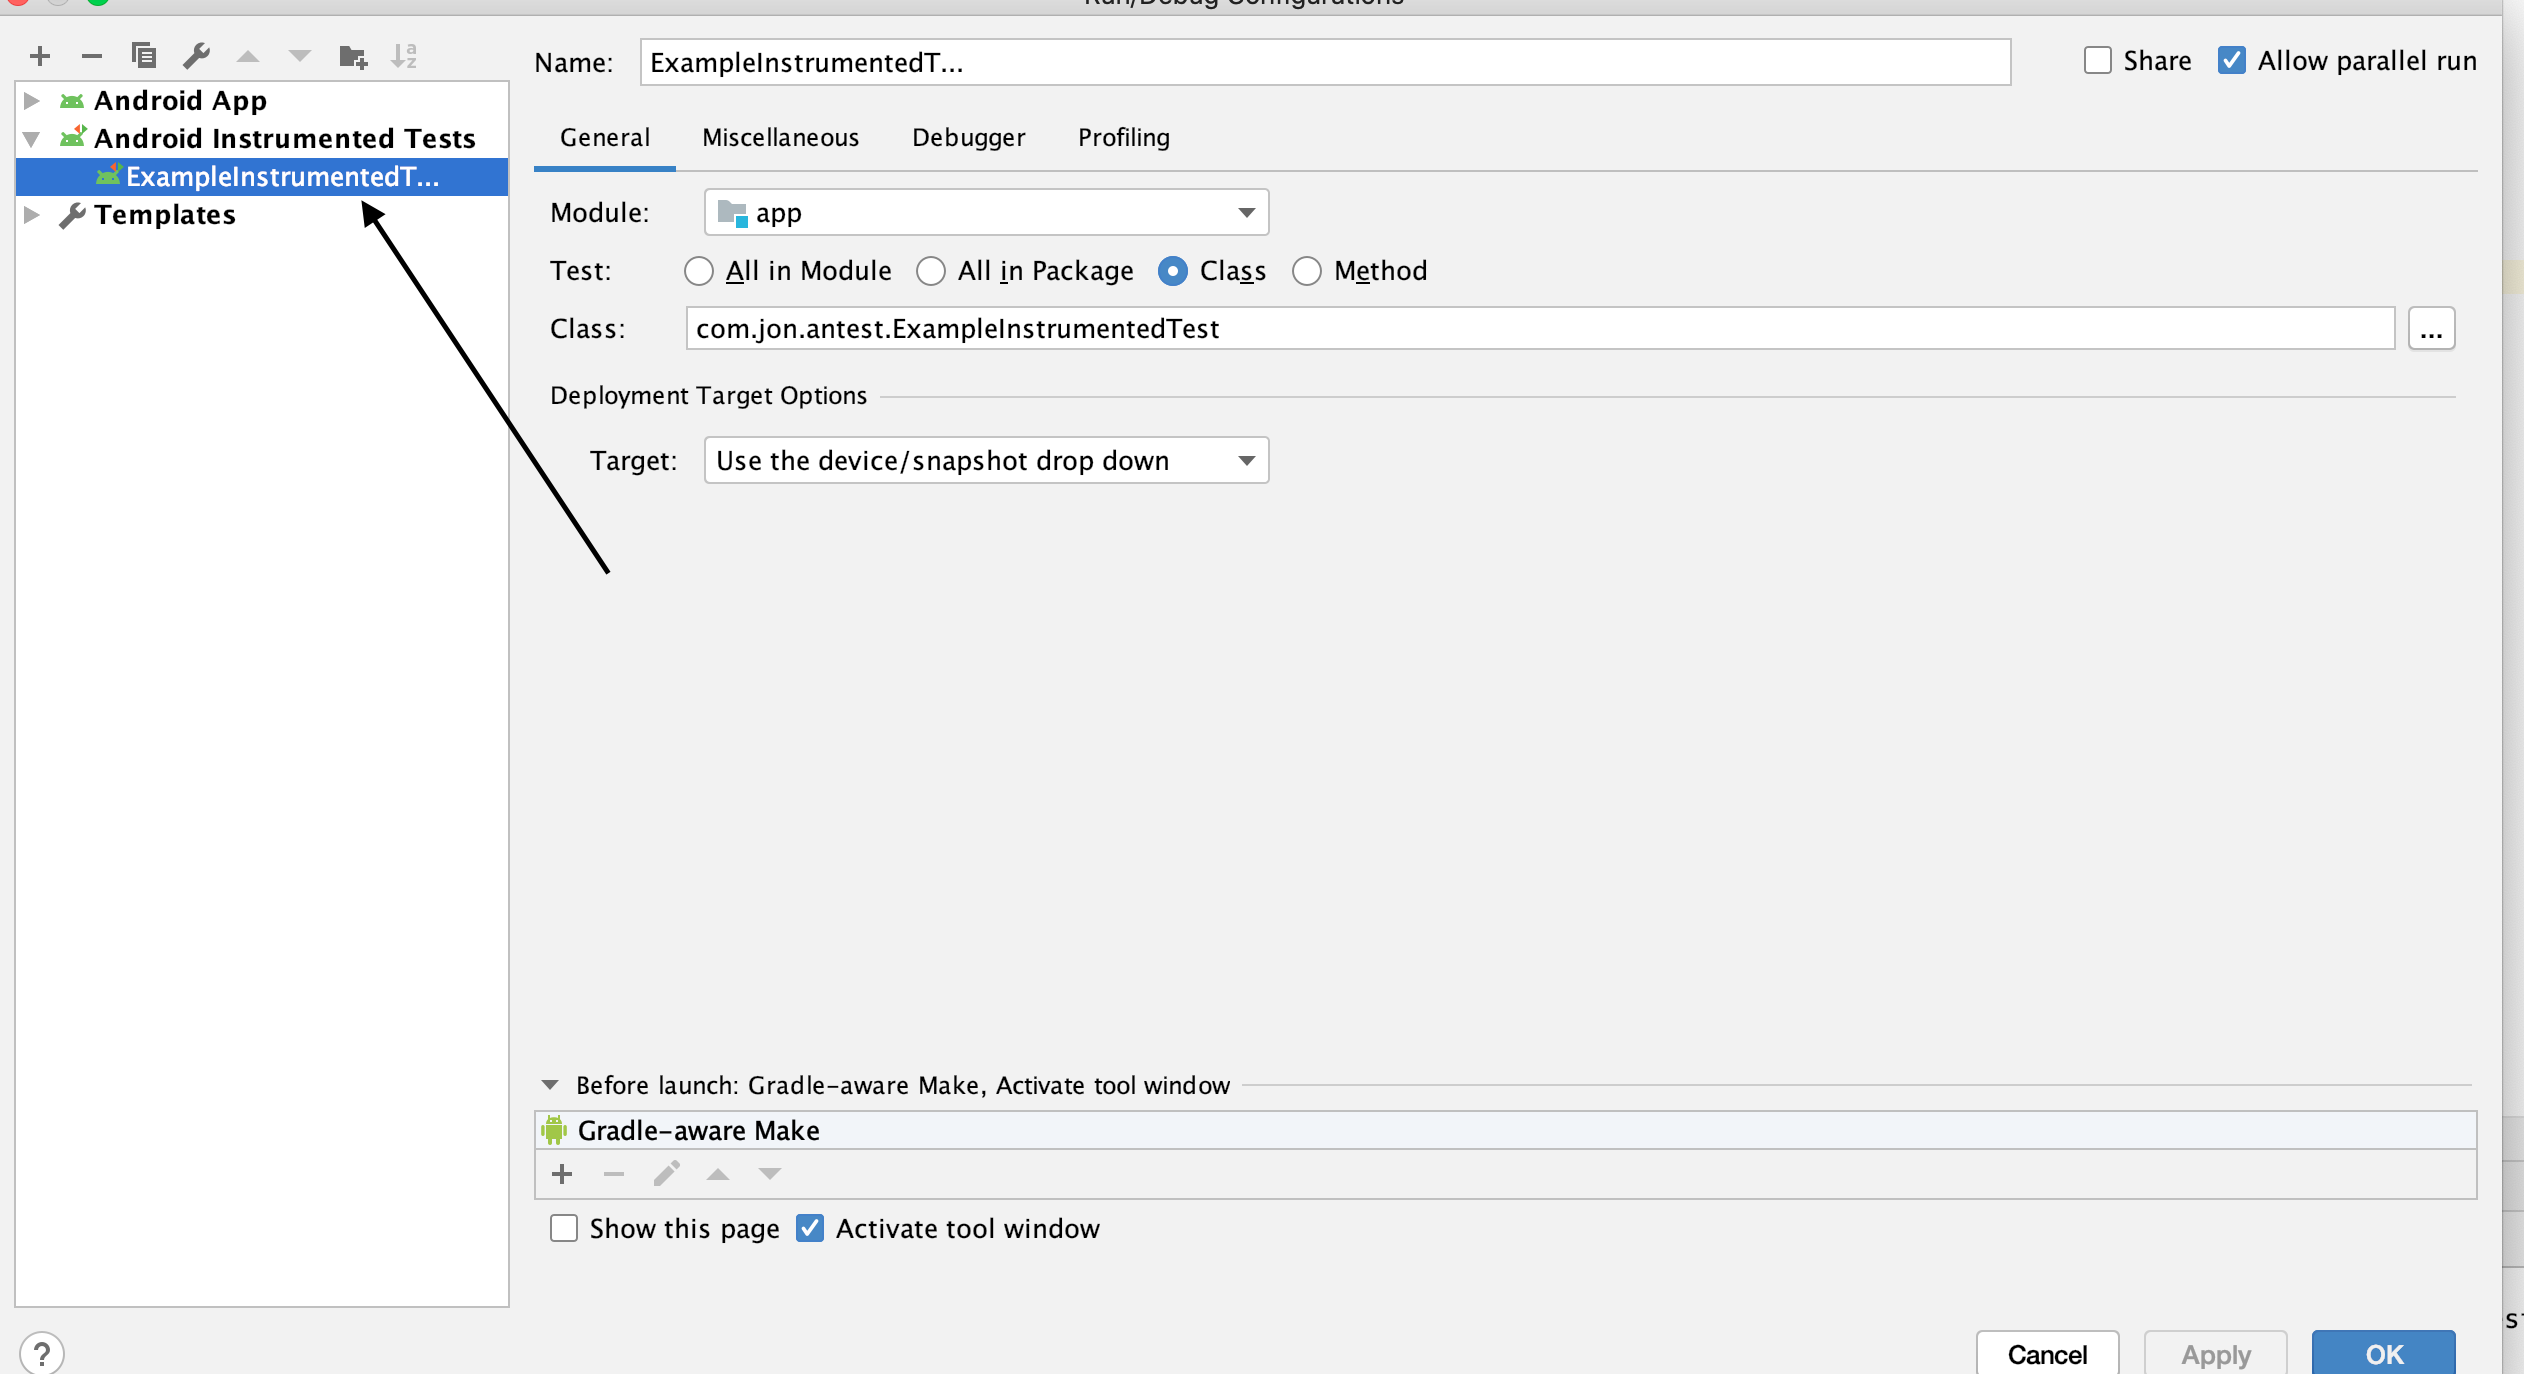 Run/Debug Configurations
Name: ExampleInstrumentedT...
Share Allow parallel run
Android App
Android Instrumented Tests
ExampleInstrumentedT...
Templates
General Miscellaneous Debugger Profiling
Module: app
Test: All in Module All in Package Class Method
Class: com.jon.antest.ExampleInstrumentedTest ...
Deployment Target Options
Target: Use the device/snapshot drop down
Before launch: Gradle-aware Make, Activate tool window
Gradle-aware Make
Show this page Activate tool window
? Cancel Apply OK